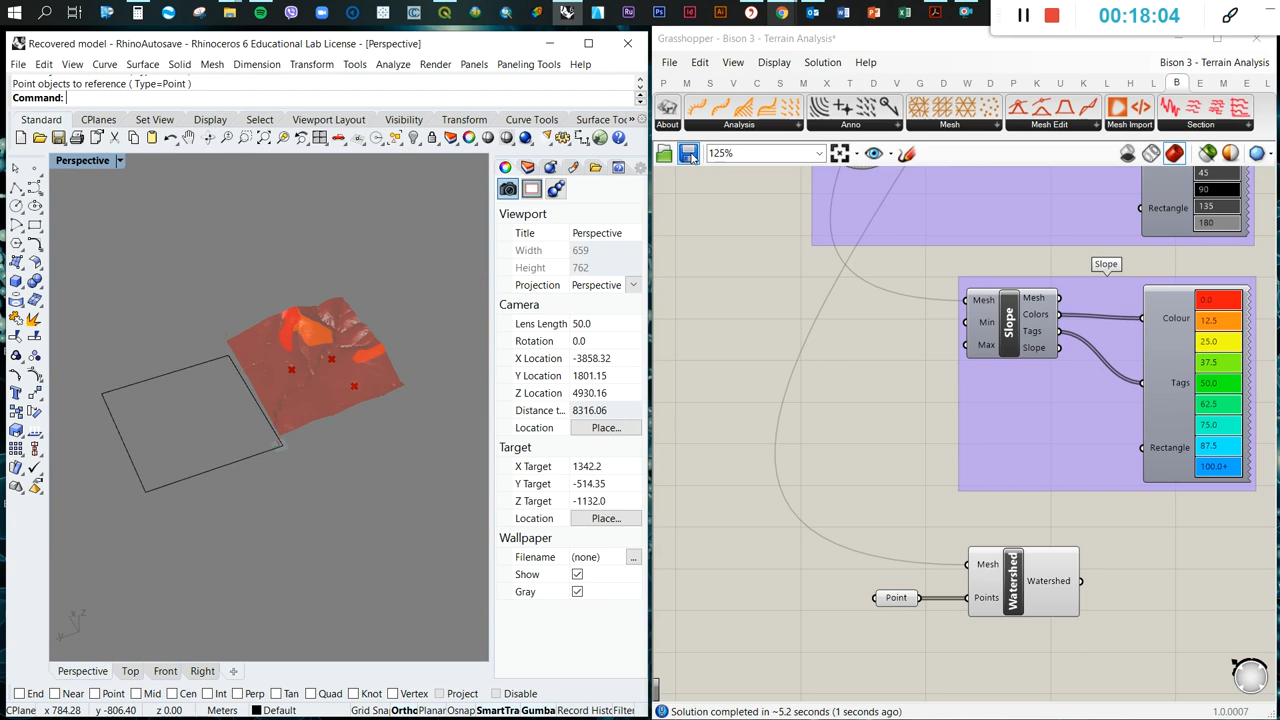 00:18:04
Recovered model - RhinoAutosave - Rhinoceros 6 Educational Lab License - [Perspective]
File Edit View Curve Surface Solid Mesh Dimension Transform Tools Analyze Render Panels Paneling Tools Help
Point objects to reference ( Type=Point )
Command:
Standard CPlanes Set View Display Select Viewport Layout Visibility Transform Curve Tools Surface To
Perspective
Viewport
Title Perspective
Width 659
Height 762
Projection Perspective
Camera
Lens Length 50.0
Rotation 0.0
X Location -3858.32
Y Location 1801.15
Z Location 4930.16
Distance t... 8316.06
Location Place...
Target
X Target 1342.2
Y Target -514.35
Z Target -1132.0
Location Place...
Wallpaper
Filename (none) ...
Show
Gray
Perspective Top Front Right
End Near Point Mid Cen Int Perp Tan Quad Knot Vertex Project Disable
CPlane x 784.28 y -806.40 z 0.00 Meters Default Grid Snap Ortho Planar Osnap SmartTra Gumba Record Histo Filter
Grasshopper - Bison 3 - Terrain Analysis*
File Edit View Display Solution Help Bison 3 - Terrain Analysis
P M S V C S M I T D P K U L H L B E M S E
About Analysis Anno Mesh Mesh Edit Mesh Import Section
125%
45
90
135
180
Rectangle
Slope
Mesh
Min
Max
Slope
Mesh
Colors
Tags
Slope
Colour
Tags
Rectangle
0.0
12.5
25.0
37.5
50.0
62.5
75.0
87.5
100.0+
Point
Mesh
Points
Watershed
Watershed
Solution completed in ~5.2 seconds (1 seconds ago) 1.0.0007